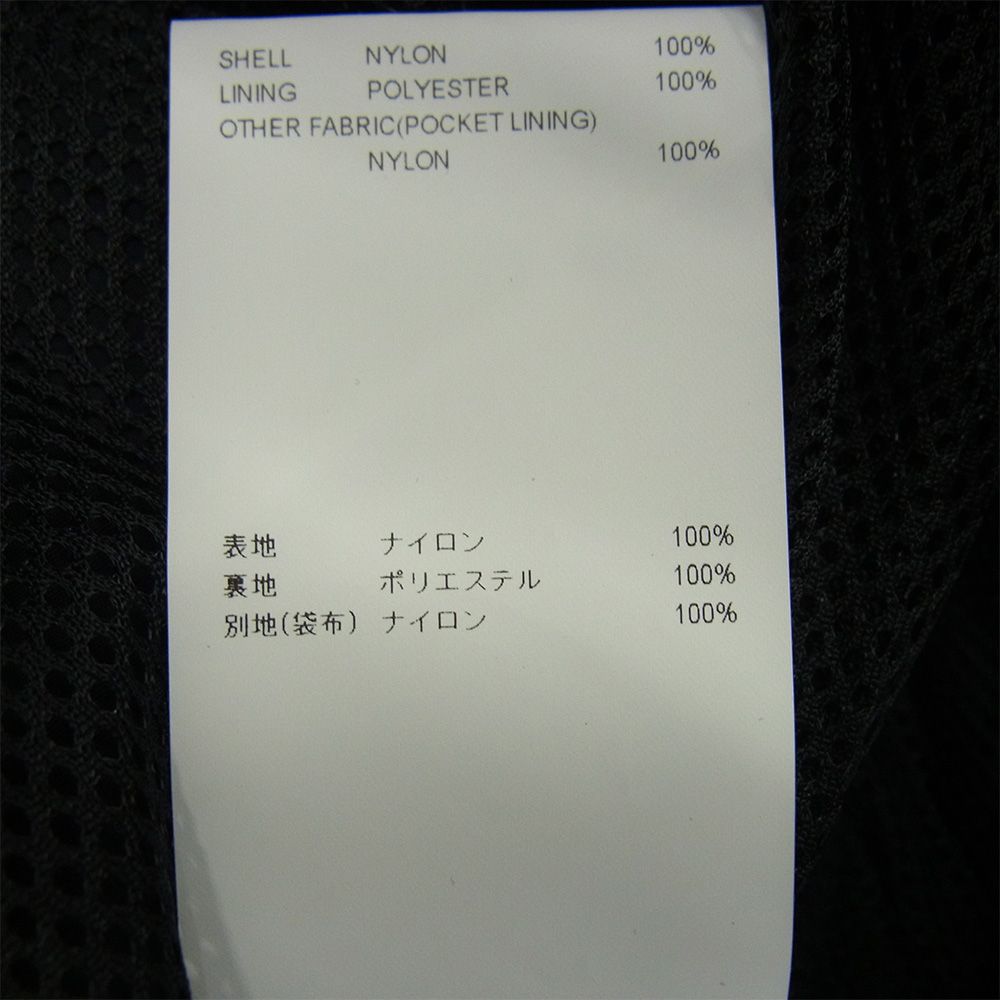 SHELL NYLON 100%
LINING POLYESTER 100%
OTHER FABRIC(POCKET LINING)
NYLON 100%
表地 ナイロン 100%
裏地 ポリエステル 100%
別地(袋布) ナイロン 100%